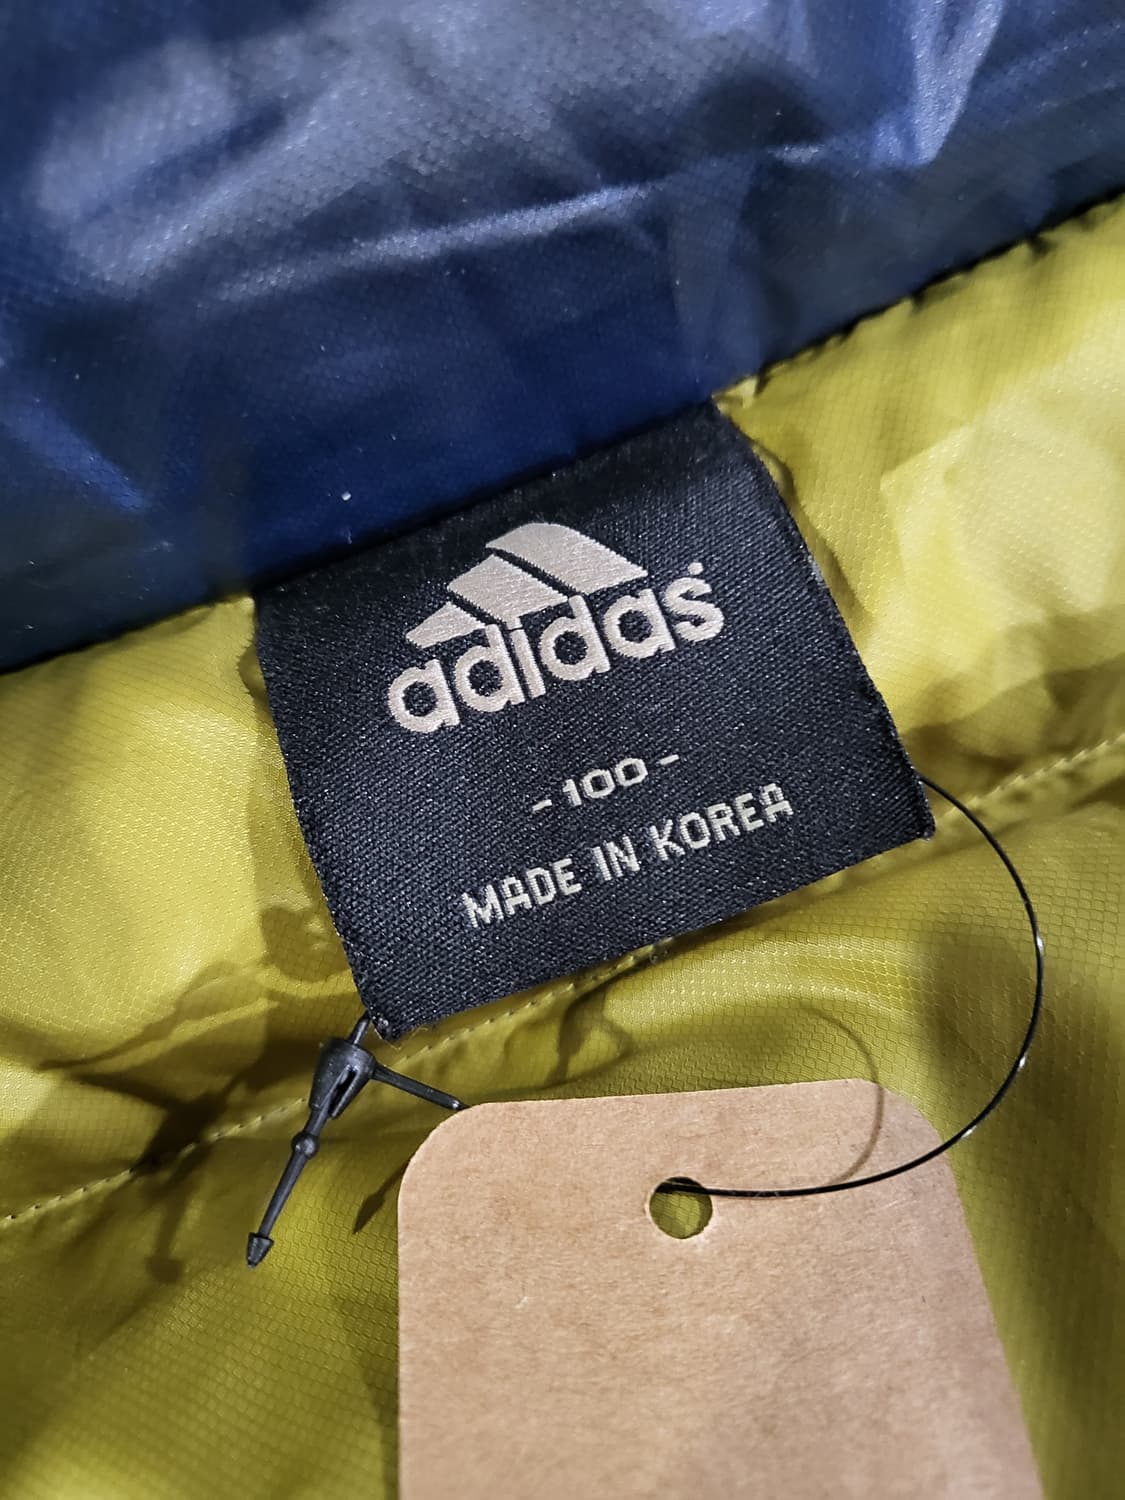 adidas
- 100 -
MADE IN KOREA